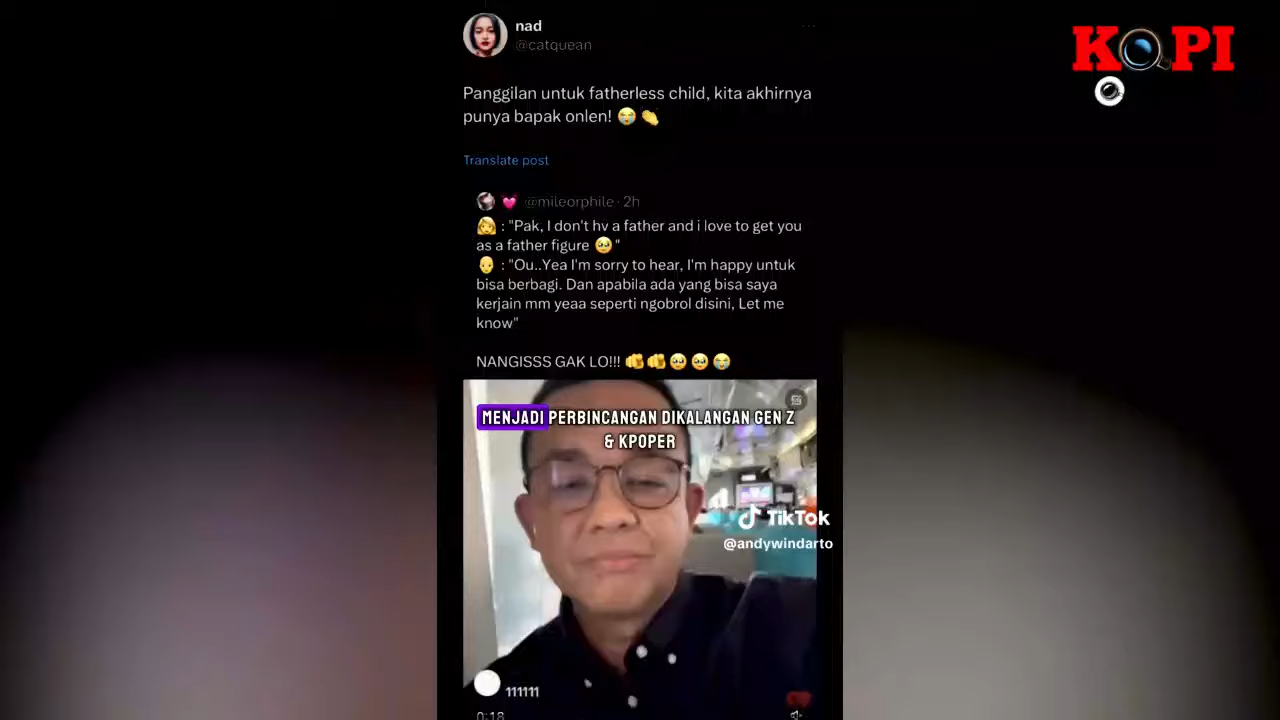 nad
@catquean
KOPI
Panggilan untuk fatherless child, kita akhirnya
punya bapak onlen! 😭 👏
Translate post
💓 @mileorphile · 2h
👩 : "Pak, I don't hv a father and i love to get you
as a father figure 🥹"
👨‍🦲 : "Ou..Yea I'm sorry to hear, I'm happy untuk
bisa berbagi. Dan apabila ada yang bisa saya
kerjain mm yeaa seperti ngobrol disini, Let me
know"
NANGISSS GAK LO!!! 🫵🫵🥹🥹😭
MENJADI PERBINCANGAN DIKALANGAN GEN Z
& KPOPER
TikTok
@andywindarto
111111
0:18